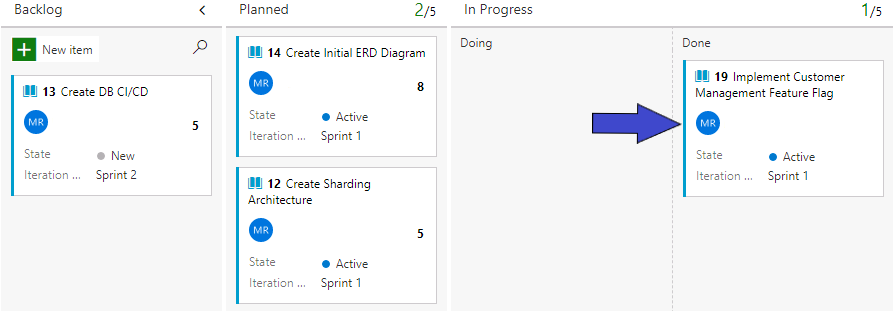 Backlog
New item
13 Create DB CI/CD
MR
5
State
New
Iteration ...
Sprint 2
Planned
2/5
14 Create Initial ERD Diagram
MR
8
State
Active
Iteration ...
Sprint 1
12 Create Sharding
Architecture
MR
5
State
Active
Iteration ...
Sprint 1
In Progress
1/5
Doing
Done
19 Implement Customer
Management Feature Flag
MR
State
Active
Iteration ...
Sprint 1